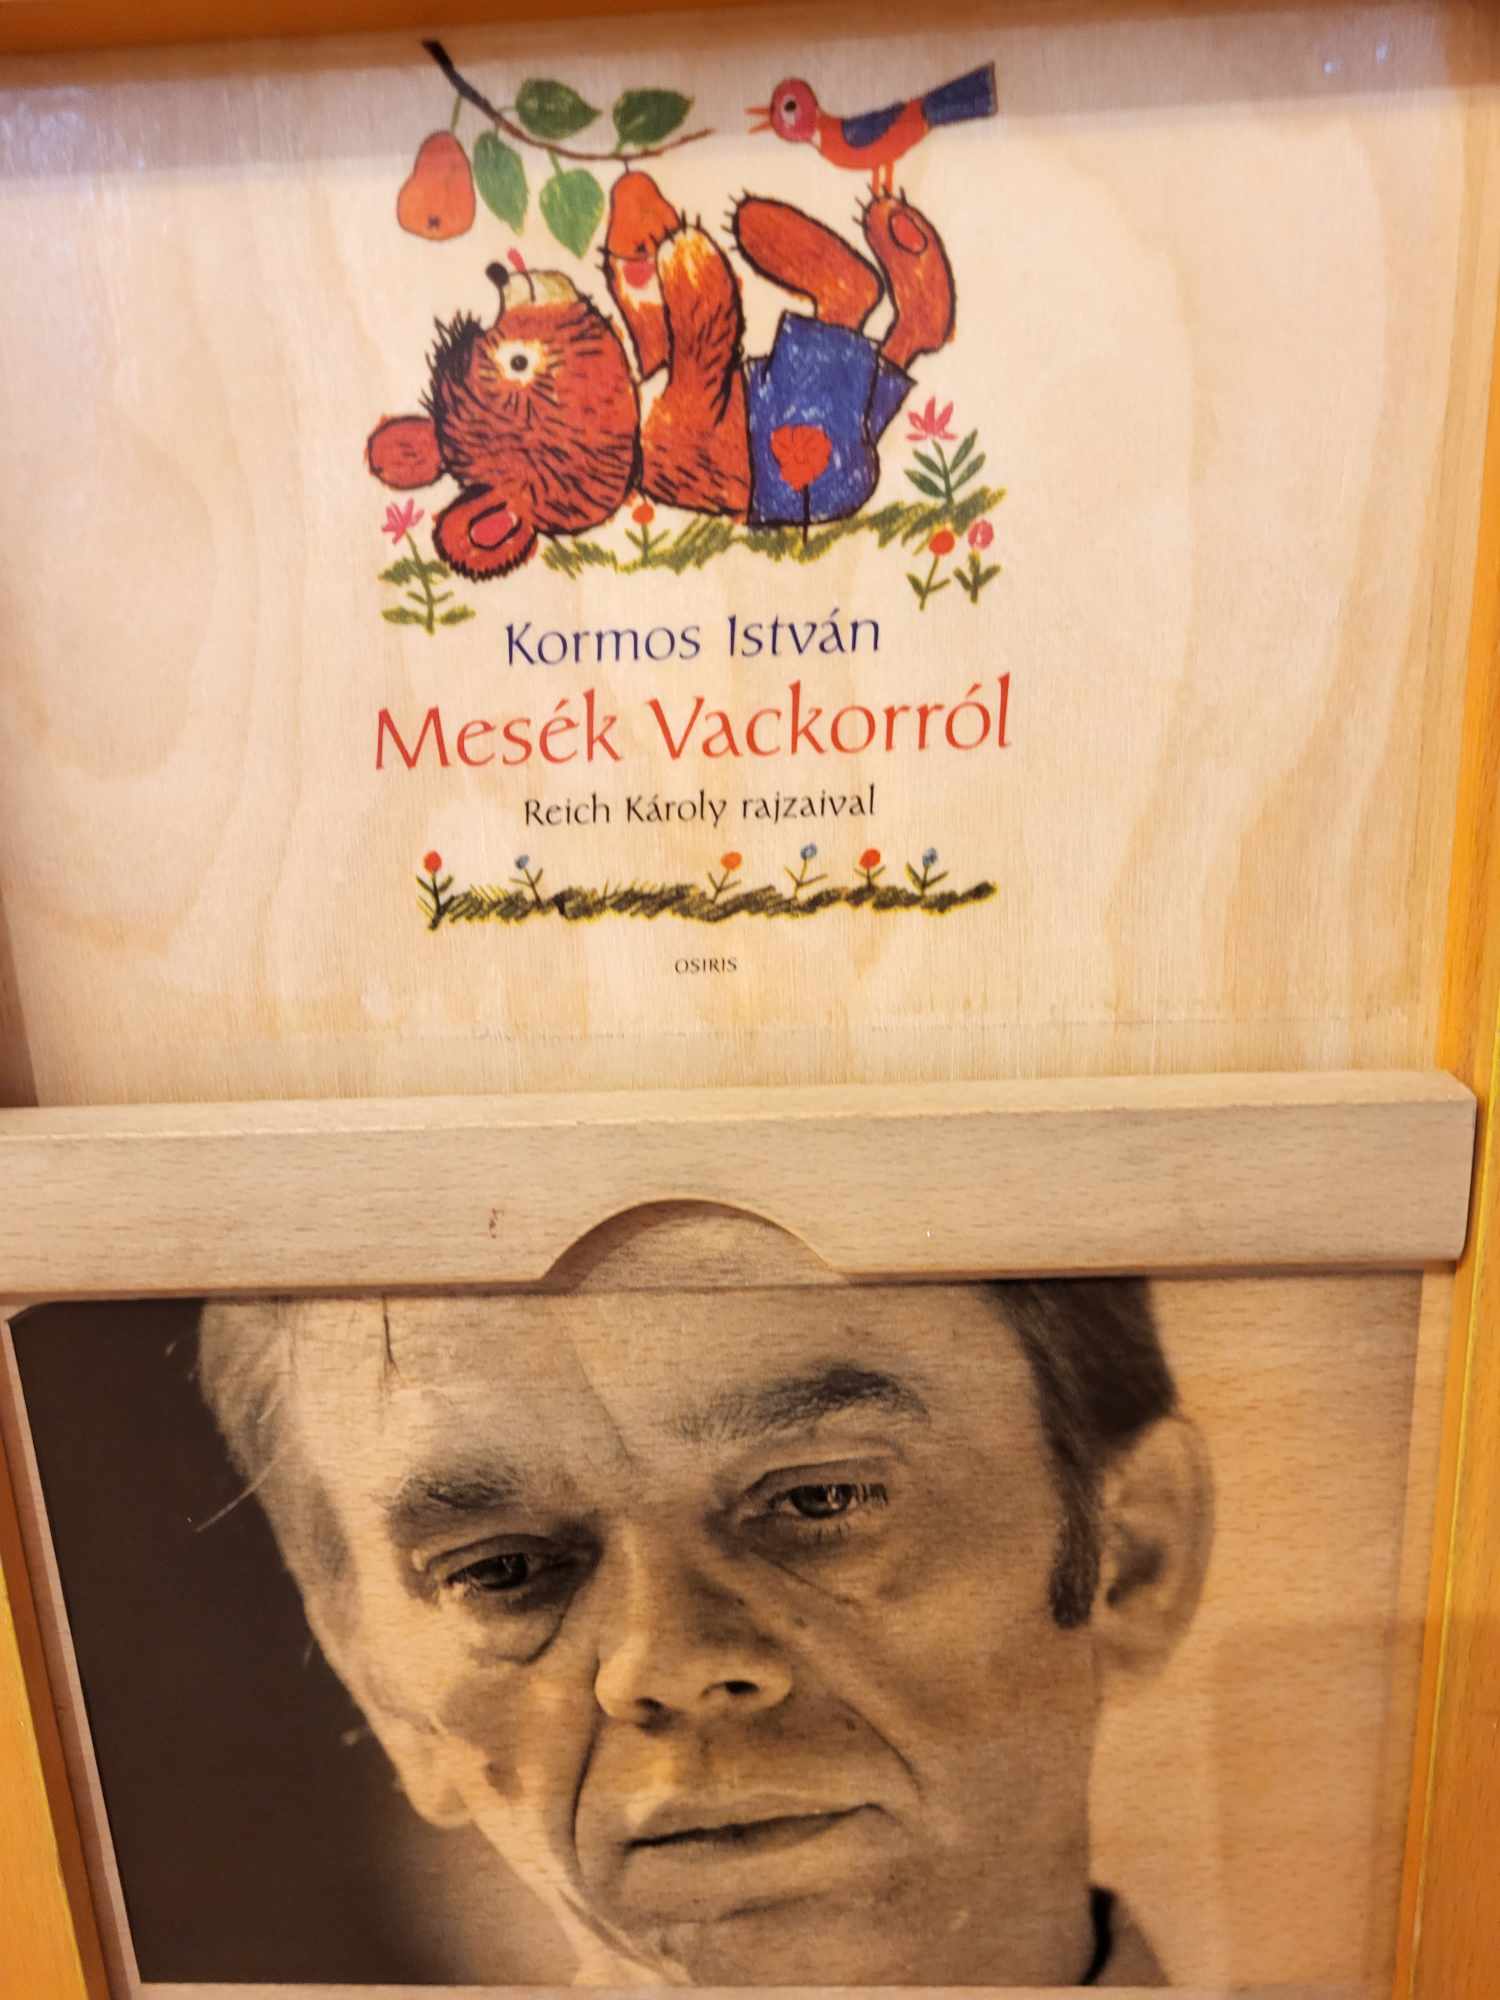 Kormos István
Mesék Vackorról
Reich Károly rajzaival
OSIRIS